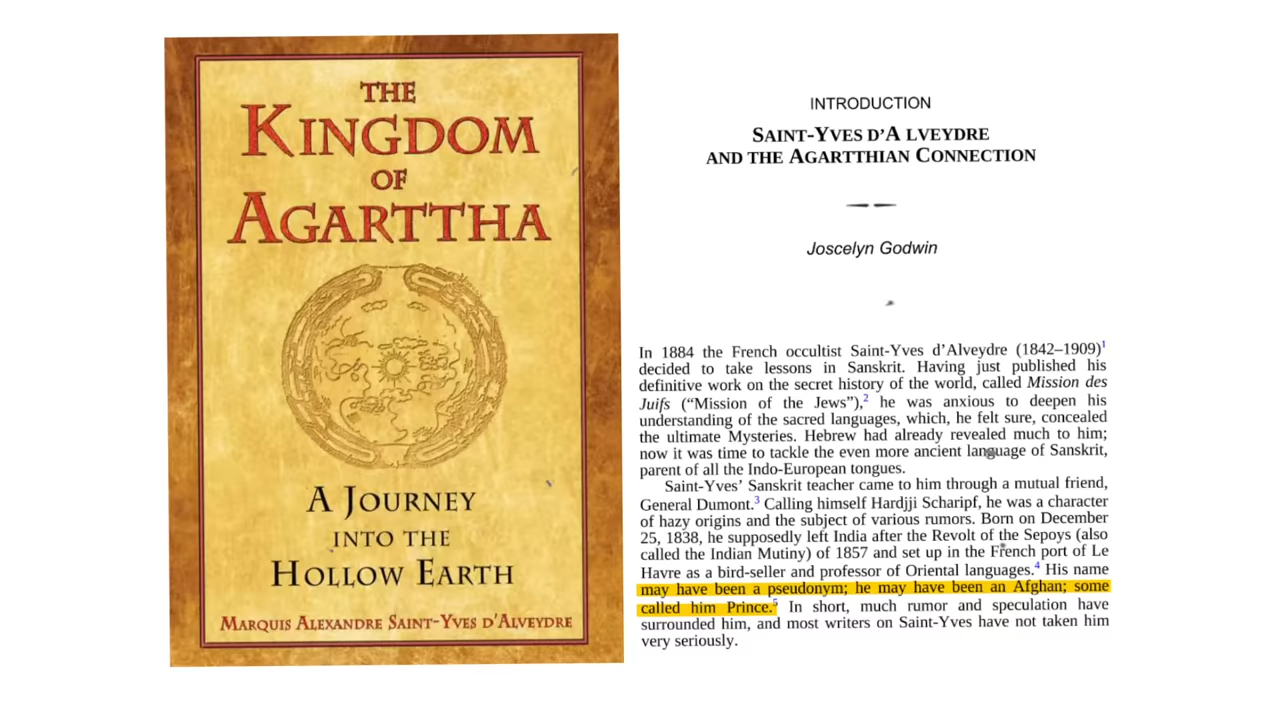 THE
KINGDOM
OF
AGARTTHA
A JOURNEY
INTO THE
HOLLOW EARTH
MARQUIS ALEXANDRE SAINT-YVES D'ALVEYDRE
INTRODUCTION
SAINT-YVES D'A LVEYDRE
AND THE AGARTTHIAN CONNECTION
Joscelyn Godwin
In 1884 the French occultist Saint-Yves d'Alveydre (1842–1909)1
decided to take lessons in Sanskrit. Having just published his
definitive work on the secret history of the world, called Mission des
Juifs (“Mission of the Jews”),2 he was anxious to deepen his
understanding of the sacred languages, which, he felt sure, concealed
the ultimate Mysteries. Hebrew had already revealed much to him;
now it was time to tackle the even more ancient language of Sanskrit,
parent of all the Indo-European tongues.
Saint-Yves' Sanskrit teacher came to him through a mutual friend,
General Dumont.3 Calling himself Hardjji Scharipf, he was a character
of hazy origins and the subject of various rumors. Born on December
25, 1838, he supposedly left India after the Revolt of the Sepoys (also
called the Indian Mutiny) of 1857 and set up in the French port of Le
Havre as a bird-seller and professor of Oriental languages.4 His name
may have been a pseudonym; he may have been an Afghan; some
called him Prince.5 In short, much rumor and speculation have
surrounded him, and most writers on Saint-Yves have not taken him
very seriously.